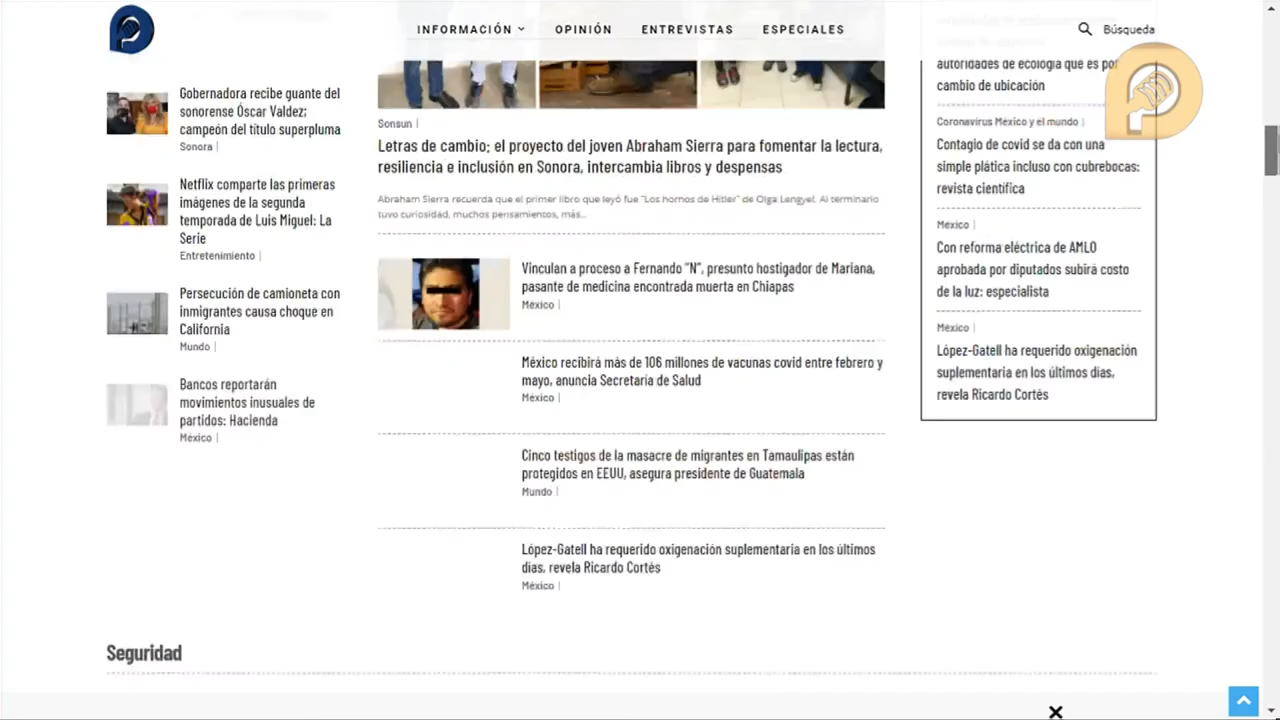 INFORMACIÓN
OPINIÓN
ENTREVISTAS
ESPECIALES
Búsqueda
Gobernadora recibe guante del
sonorense Óscar Valdez;
campeón del título superpluma
Sonora
Netflix comparte las primeras
imágenes de la segunda
temporada de Luis Miguel: La
Serie
Entretenimiento
Persecución de camioneta con
inmigrantes causa choque en
California
Mundo
Bancos reportarán
movimientos inusuales de
partidos: Hacienda
México
Sonsun
Letras de cambio; el proyecto del joven Abraham Sierra para fomentar la lectura,
resiliencia e inclusión en Sonora, intercambia libros y despensas
Abraham Sierra recuerda que el primer libro que leyó fue "Los hornos de Hitler" de Olga Lengyel. Al terminarlo
tuvo curiosidad, muchos pensamientos, más...
Vinculan a proceso a Fernando "N", presunto hostigador de Mariana,
pasante de medicina encontrada muerta en Chiapas
México
México recibirá más de 106 millones de vacunas covid entre febrero y
mayo, anuncia Secretaría de Salud
México
Cinco testigos de la masacre de migrantes en Tamaulipas están
protegidos en EEUU, asegura presidente de Guatemala
Mundo
López-Gatell ha requerido oxigenación suplementaria en los últimos
días, revela Ricardo Cortés
México
autoridades de ecología que es por
cambio de ubicación
Coronavirus México y el mundo
Contagio de covid se da con una
simple plática incluso con cubrebocas:
revista científica
México
Con reforma eléctrica de AMLO
aprobada por diputados subirá costo
de la luz: especialista
México
López-Gatell ha requerido oxigenación
suplementaria en los últimos días,
revela Ricardo Cortés
Seguridad